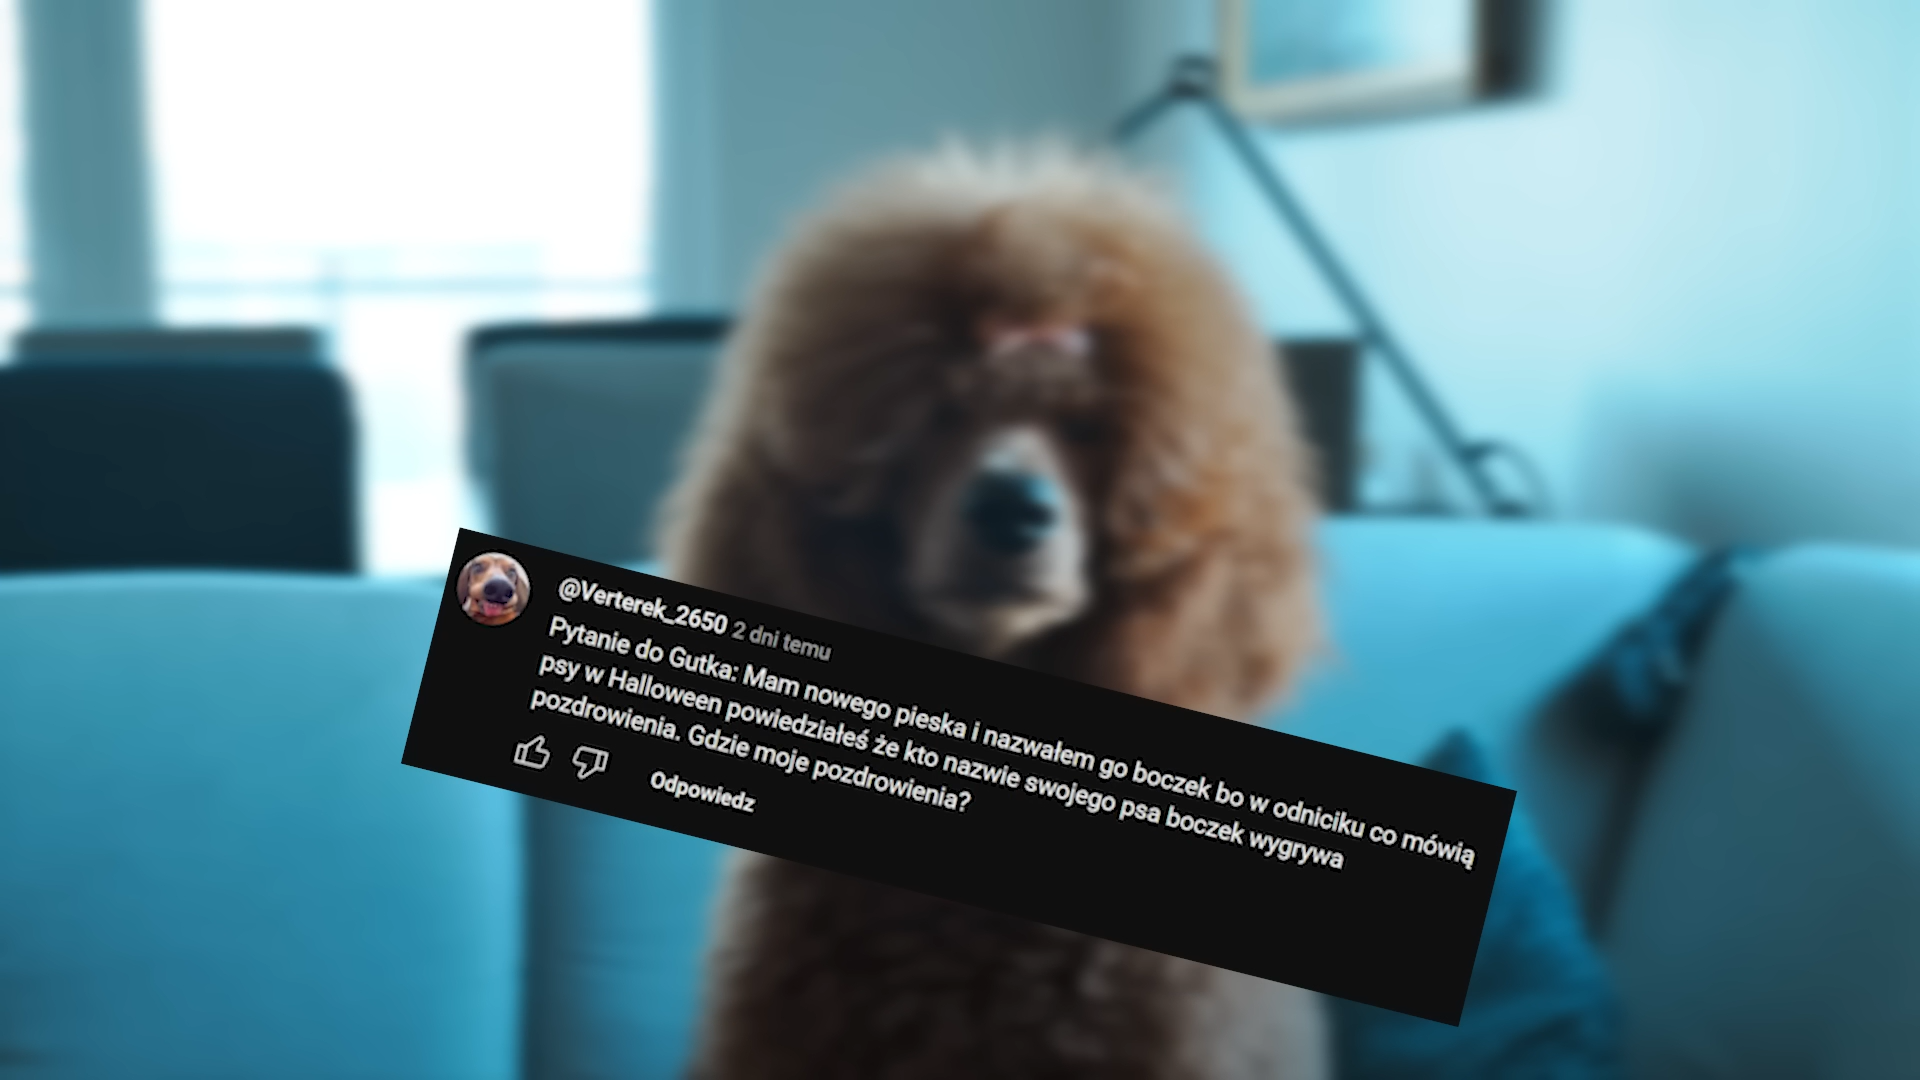 @Verterek_2650 2 dni temu
Pytanie do Gutka: Mam nowego pieska i nazwałem go boczek bo w odniciku co mówią
psy w Halloween powiedziałeś że kto nazwie swojego psa boczek wygrywa
pozdrowienia. Gdzie moje pozdrowienia?
Odpowiedz